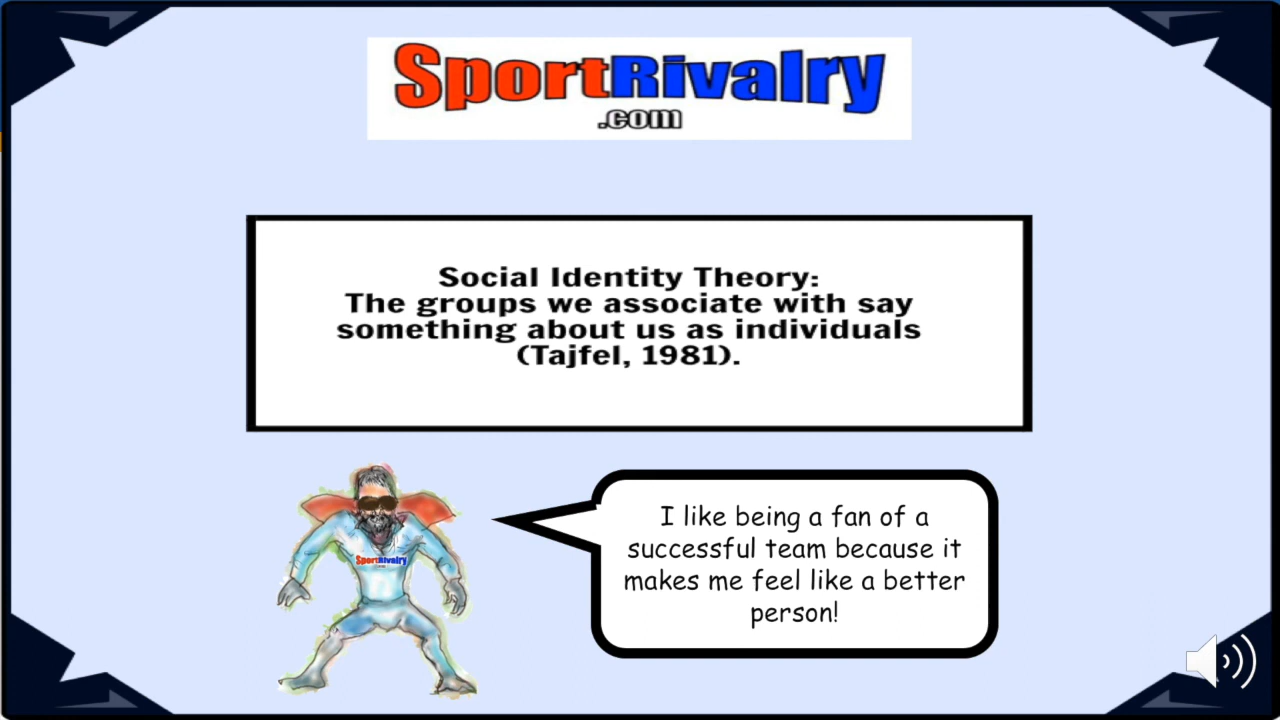 SportRivalry
.com
Social Identity Theory:
The groups we associate with say
something about us as individuals
(Tajfel, 1981).
SportRivalry
I like being a fan of a
successful team because it
makes me feel like a better
person!